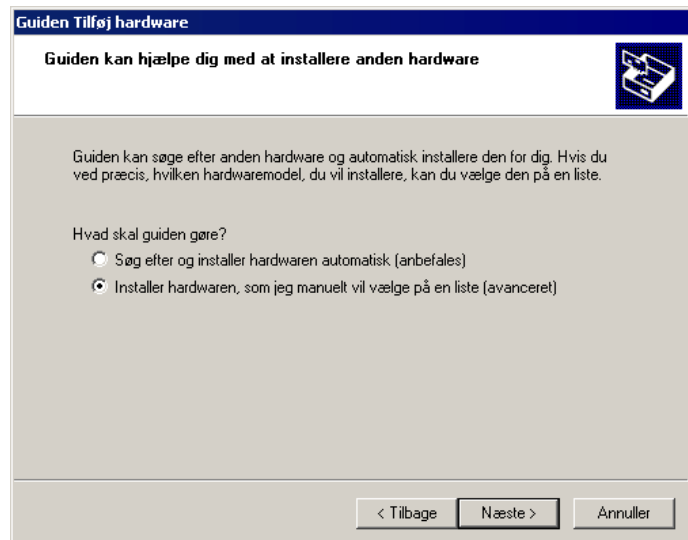 Guiden Tilføj hardware
Guiden kan hjælpe dig med at installere anden hardware
Guiden kan søge efter anden hardware og automatisk installere den for dig. Hvis du
ved præcis, hvilken hardwaremodel, du vil installere, kan du vælge den på en liste.
Hvad skal guiden gøre?
Søg efter og installer hardwaren automatisk (anbefales)
Installer hardwaren, som jeg manuelt vil vælge på en liste (avanceret)
< Tilbage
Næste >
Annuller